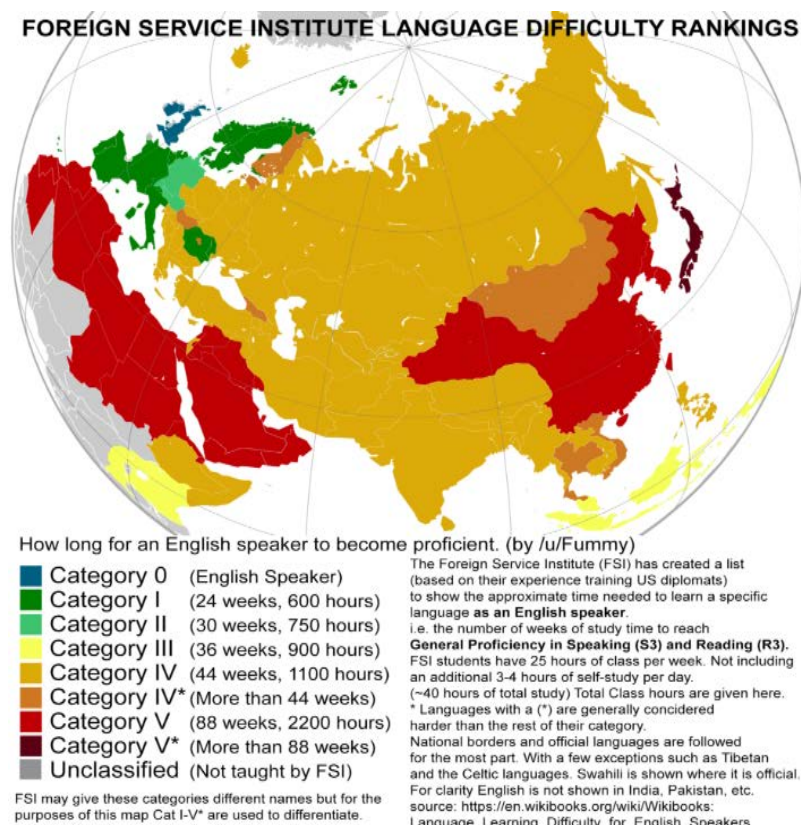 FOREIGN SERVICE INSTITUTE LANGUAGE DIFFICULTY RANKINGS
How long for an English speaker to become proficient. (by /u/Fummy)
Category 0 (English Speaker)
Category I (24 weeks, 600 hours)
Category II (30 weeks, 750 hours)
Category III (36 weeks, 900 hours)
Category IV (44 weeks, 1100 hours)
Category IV* (More than 44 weeks)
Category V (88 weeks, 2200 hours)
Category V* (More than 88 weeks)
Unclassified (Not taught by FSI)
FSI may give these categories different names but for the
purposes of this map Cat I-V* are used to differentiate.
The Foreign Service Institute (FSI) has created a list
(based on their experience training US diplomats)
to show the approximate time needed to learn a specific
language as an English speaker.
i.e. the number of weeks of study time to reach
General Proficiency in Speaking (S3) and Reading (R3).
FSI students have 25 hours of class per week. Not including
an additional 3-4 hours of self-study per day.
(~40 hours of total study) Total Class hours are given here.
* Languages with a (*) are generally concidered
harder than the rest of their category.
National borders and official languages are followed
for the most part. With a few exceptions such as Tibetan
and the Celtic languages. Swahili is shown where it is official.
For clarity English is not shown in India, Pakistan, etc.
source: https://en.wikibooks.org/wiki/Wikibooks:
Language_Learning_Difficulty_for_English_Speakers